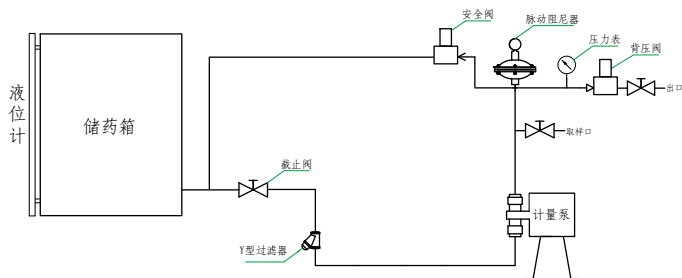 安全阀
脉动阻尼器
压力表
背压阀
液位计
储药箱
出口
取样口
截止阀
Y型过滤器
计量泵